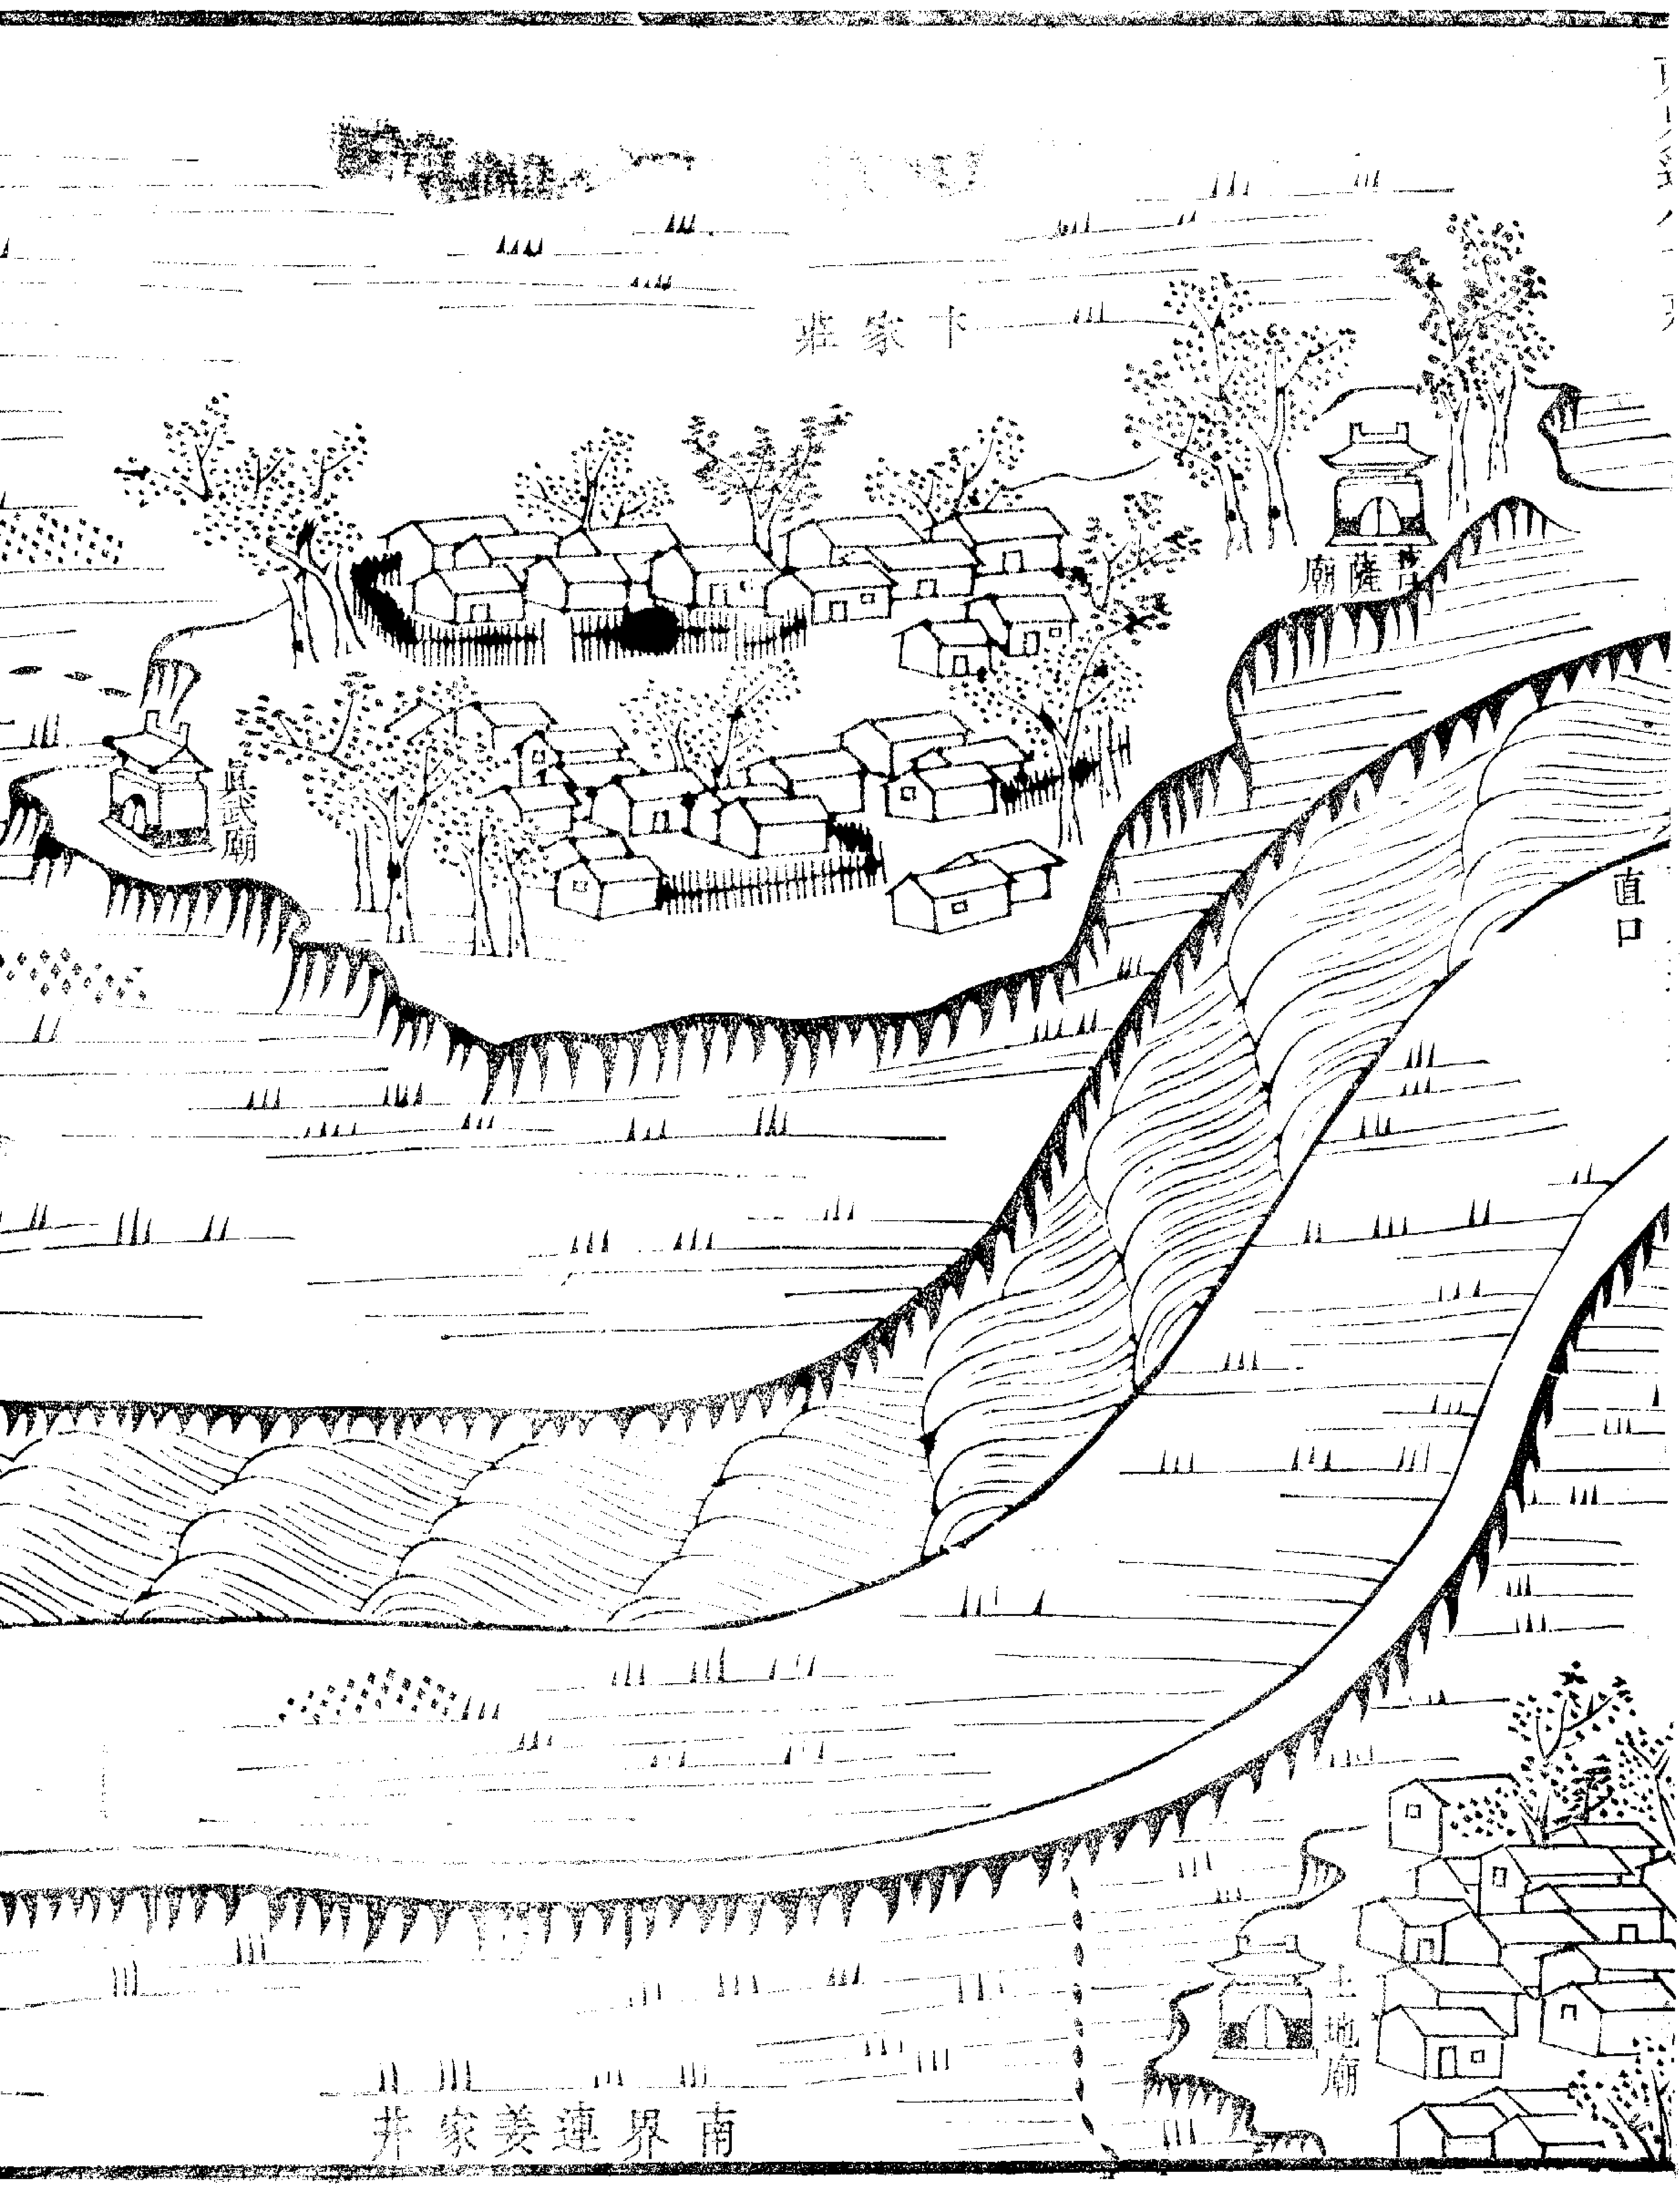 卞家莊
菩薩廟
真武廟
直口
土地廟
南界連姜家井